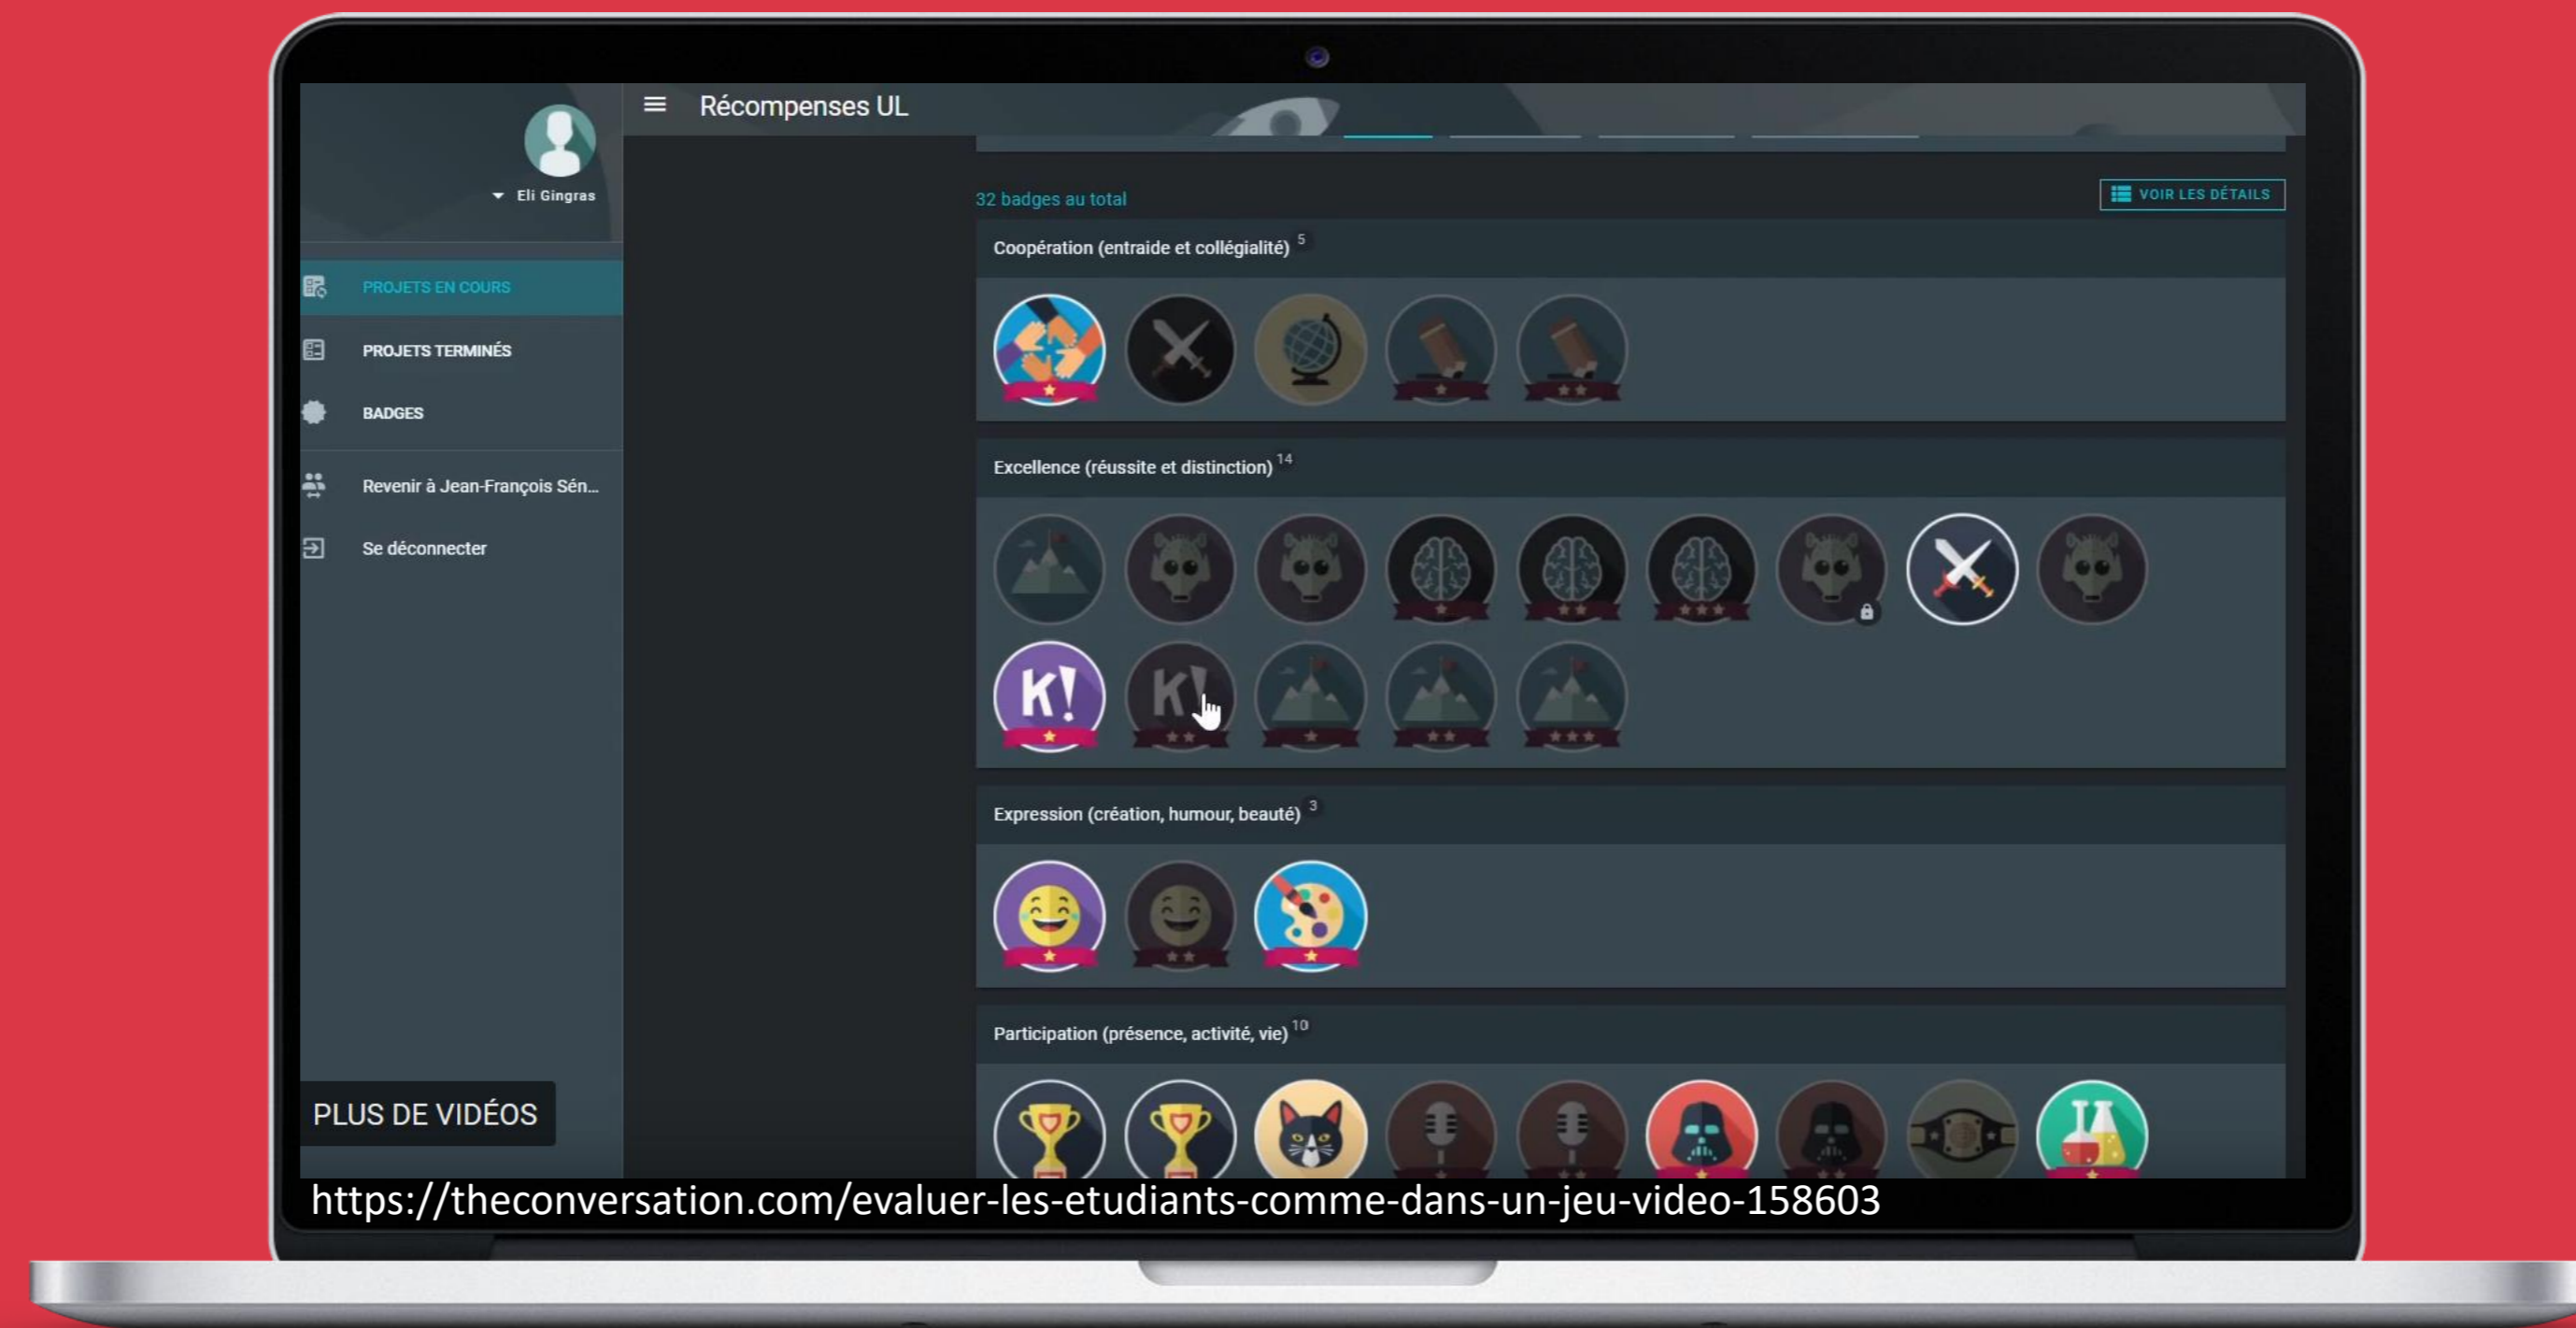 Récompenses UL
Eli Gingras
PROJETS EN COURS
PROJETS TERMINÉS
BADGES
Revenir à Jean-François Sén...
Se déconnecter
PLUS DE VIDÉOS
32 badges au total
VOIR LES DÉTAILS
Coopération (entraide et collégialité) 5
Excellence (réussite et distinction) 14
K!
K!
Expression (création, humour, beauté) 3
Participation (présence, activité, vie) 10
https://theconversation.com/evaluer-les-etudiants-comme-dans-un-jeu-video-158603